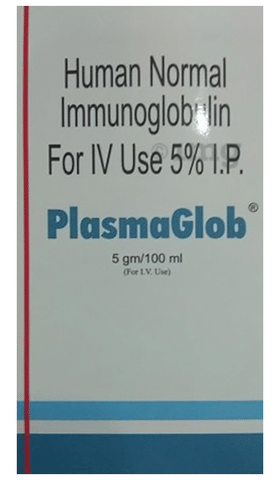 Human Normal
Immunoglobulin
For IV Use 5% I.P.
PlasmaGlob®
5 gm/100 ml
(For I.V. Use)